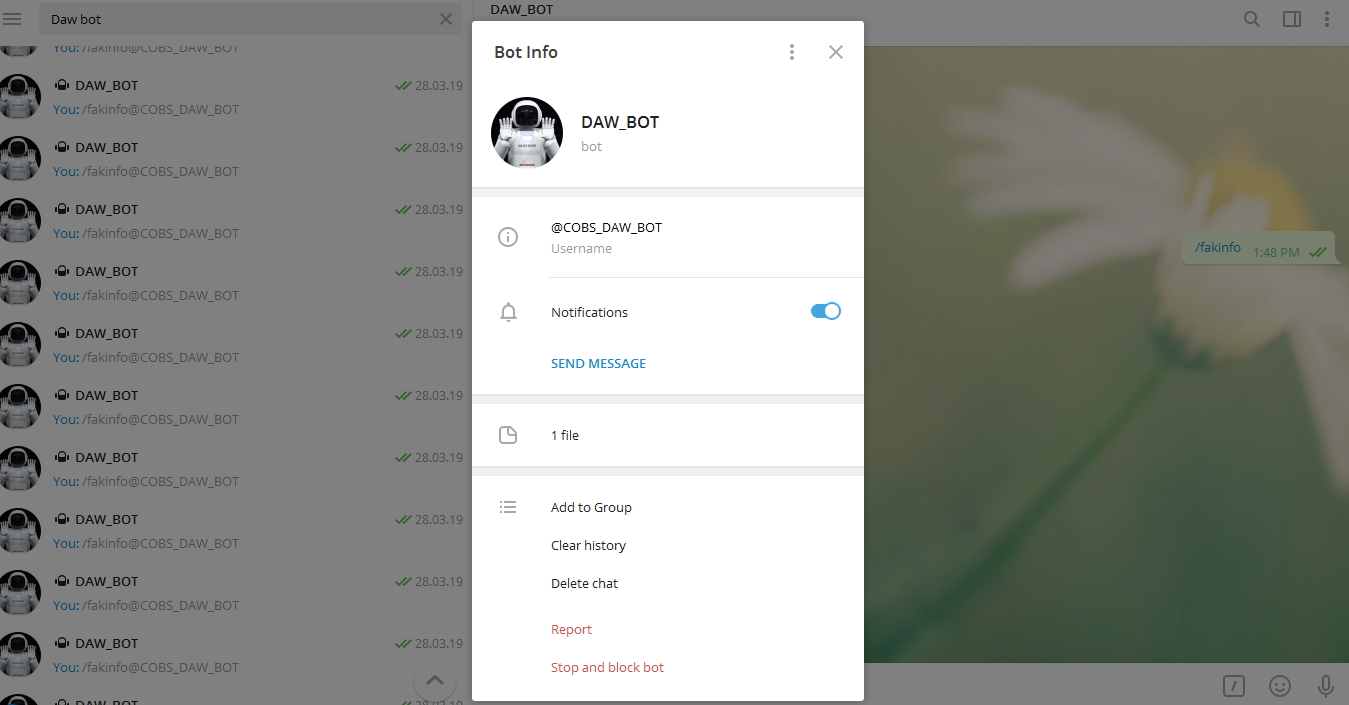 Daw bot
You: /fakinfo@COBS_DAW_BOT
DAW_BOT 28.03.19
You: /fakinfo@COBS_DAW_BOT
DAW_BOT 28.03.19
You: /fakinfo@COBS_DAW_BOT
DAW_BOT 28.03.19
You: /fakinfo@COBS_DAW_BOT
DAW_BOT 28.03.19
You: /fakinfo@COBS_DAW_BOT
DAW_BOT 28.03.19
You: /fakinfo@COBS_DAW_BOT
DAW_BOT 28.03.19
You: /fakinfo@COBS_DAW_BOT
DAW_BOT 28.03.19
You: /fakinfo@COBS_DAW_BOT
DAW_BOT 28.03.19
You: /fakinfo@COBS_DAW_BOT
DAW_BOT 28.03.19
You: /fakinfo@COBS_DAW_BOT
DAW_BOT 28.03.19
You: /fakinfo@COBS_DAW_BOT
DAW_BOT 28.03.19
DAW_BOT
Bot Info
DAW_BOT
bot
@COBS_DAW_BOT
Username
Notifications
SEND MESSAGE
1 file
Add to Group
Clear history
Delete chat
Report
Stop and block bot
/fakinfo 1:48 PM